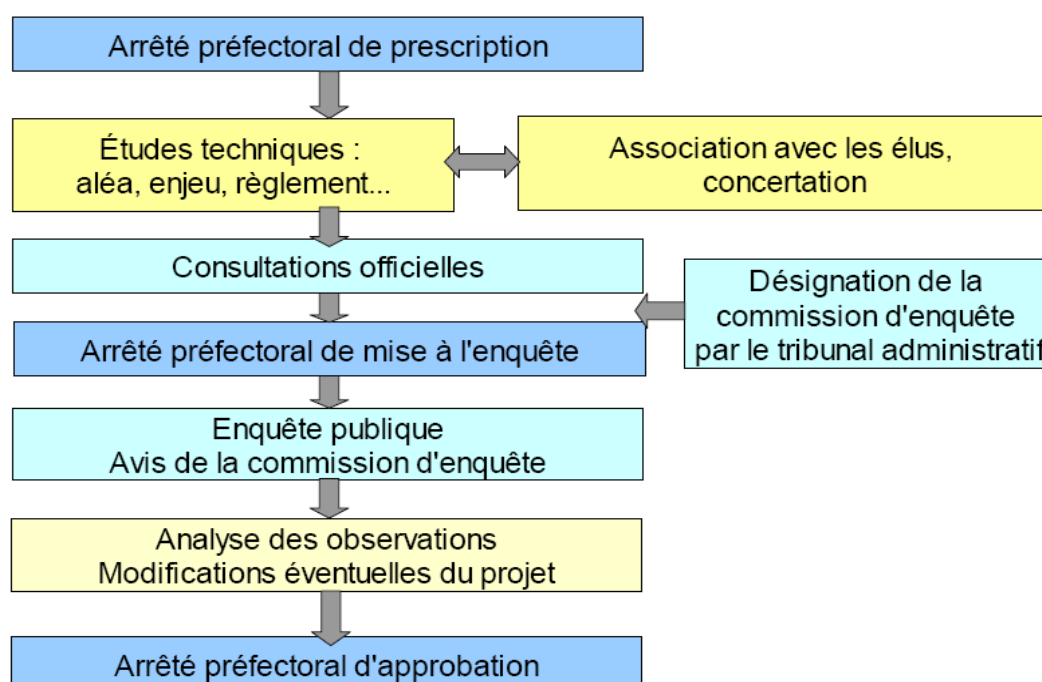 Arrêté préfectoral de prescription
Études techniques :
aléa, enjeu, règlement...
Association avec les élus,
concertation
Consultations officielles
Désignation de la
commission d'enquête
par le tribunal administratif
Arrêté préfectoral de mise à l'enquête
Enquête publique
Avis de la commission d'enquête
Analyse des observations
Modifications éventuelles du projet
Arrêté préfectoral d'approbation